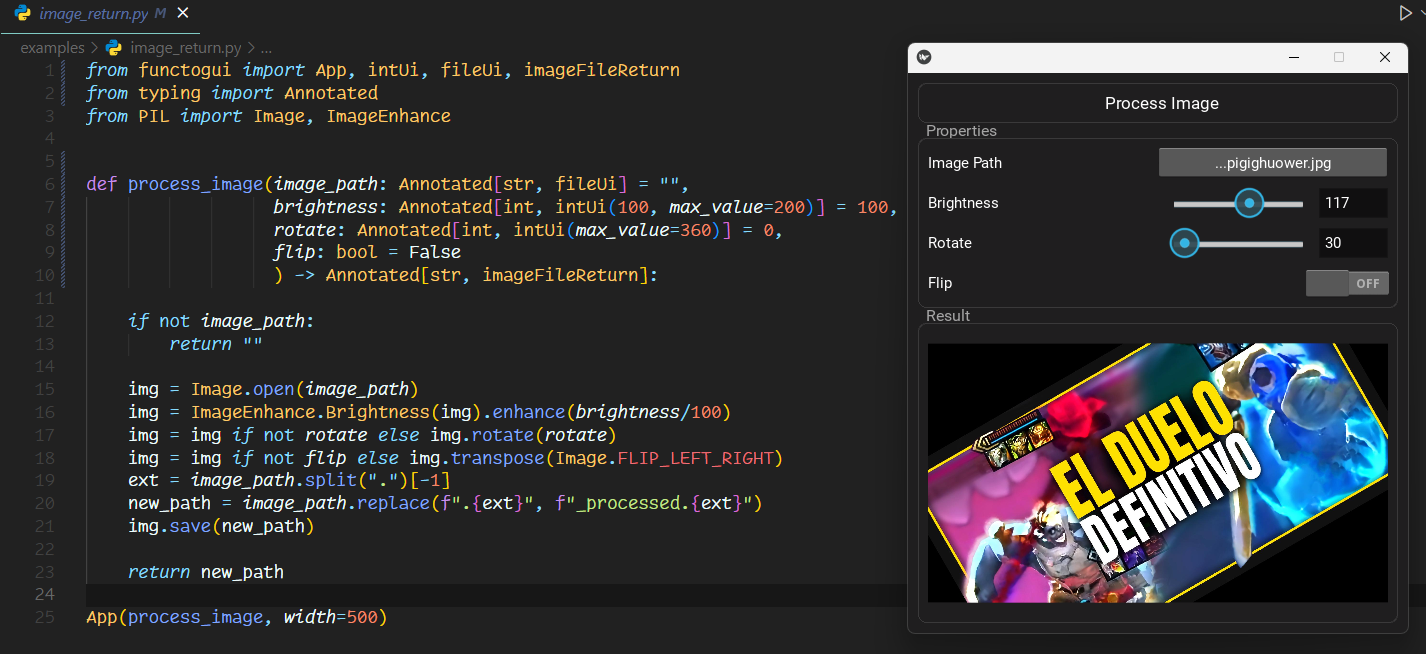 image_return.py M
examples > image_return.py > ...
1 from functogui import App, intUi, fileUi, imageFileReturn
2 from typing import Annotated
3 from PIL import Image, ImageEnhance
4
5
6 def process_image(image_path: Annotated[str, fileUi] = "",
7 brightness: Annotated[int, intUi(100, max_value=200)] = 100,
8 rotate: Annotated[int, intUi(max_value=360)] = 0,
9 flip: bool = False
10 ) -> Annotated[str, imageFileReturn]:
11
12 if not image_path:
13 return ""
14
15 img = Image.open(image_path)
16 img = ImageEnhance.Brightness(img).enhance(brightness/100)
17 img = img if not rotate else img.rotate(rotate)
18 img = img if not flip else img.transpose(Image.FLIP_LEFT_RIGHT)
19 ext = image_path.split(".")[-1]
20 new_path = image_path.replace(f".{ext}", f"_processed.{ext}")
21 img.save(new_path)
22
23 return new_path
24
25 App(process_image, width=500)
Process Image
Properties
Image Path ...pigighuower.jpg
Brightness 117
Rotate 30
Flip OFF
Result
EL DUELO
DEFINITIVO